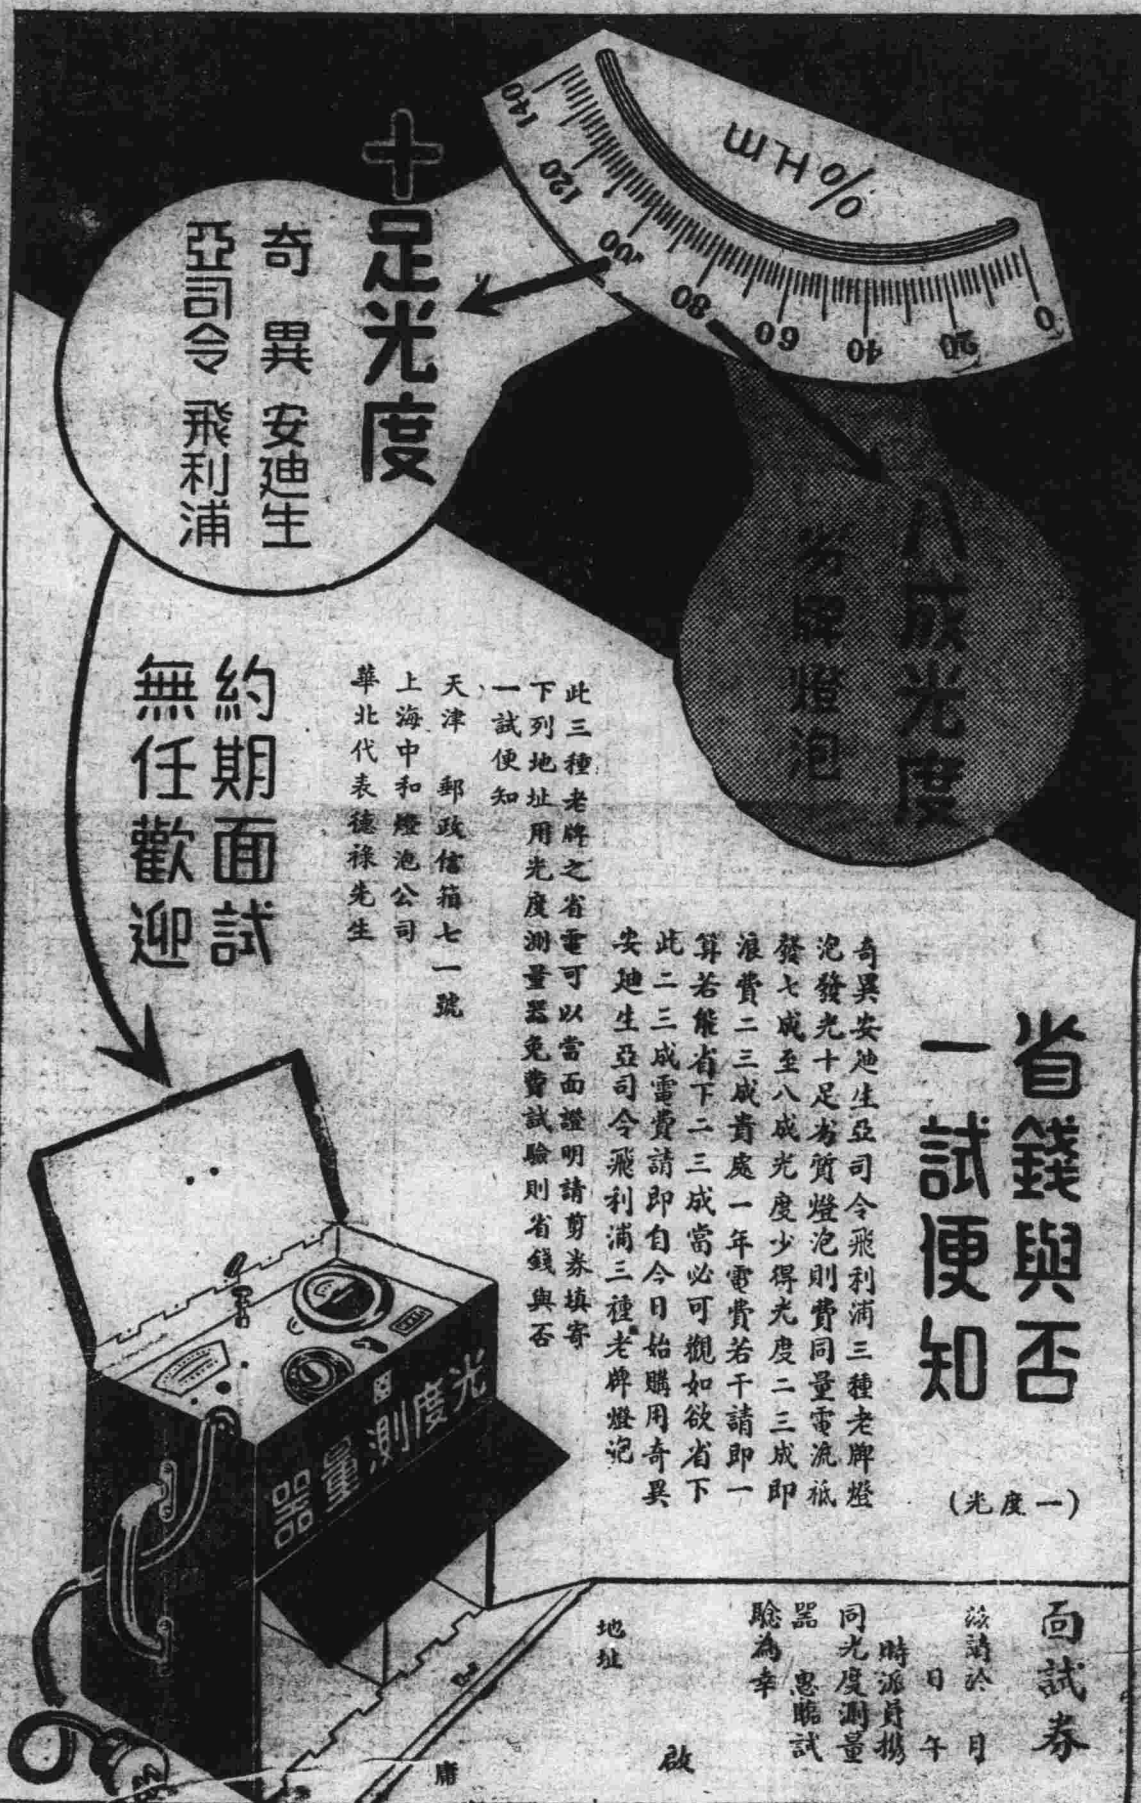 140
120
100
80
60
40
20
0
%HLm
十足光度
奇異 安廸生
亞司令 飛利浦
八成光度
劣牌燈泡
省錢與否
一試便知
(一度光)
奇異安廸生亞司令飛利浦三種老牌燈
泡發光十足劣質燈泡則費同量電流祗
發七成至八成光度少得光度二三成即
浪費二三成貴處一年電費若干請即一
算若能省下二三成當必可觀如欲省下
此二三成電費請即自今日始購用奇異
安廸生亞司令飛利浦三種老牌燈泡
此三種老牌之省電可以當面證明請剪券填寄
下列地址用光度測量器免費試驗則省錢與否
一試便知
天津 郵政信箱七一號
上海中和燈泡公司
華北代表德祿先生
約期面試
無任歡迎
光度測量器
面試券
茲請於 月
日 午
時派員攜
同光度測量
器 惠臨試
驗為幸
啟
地址
庸